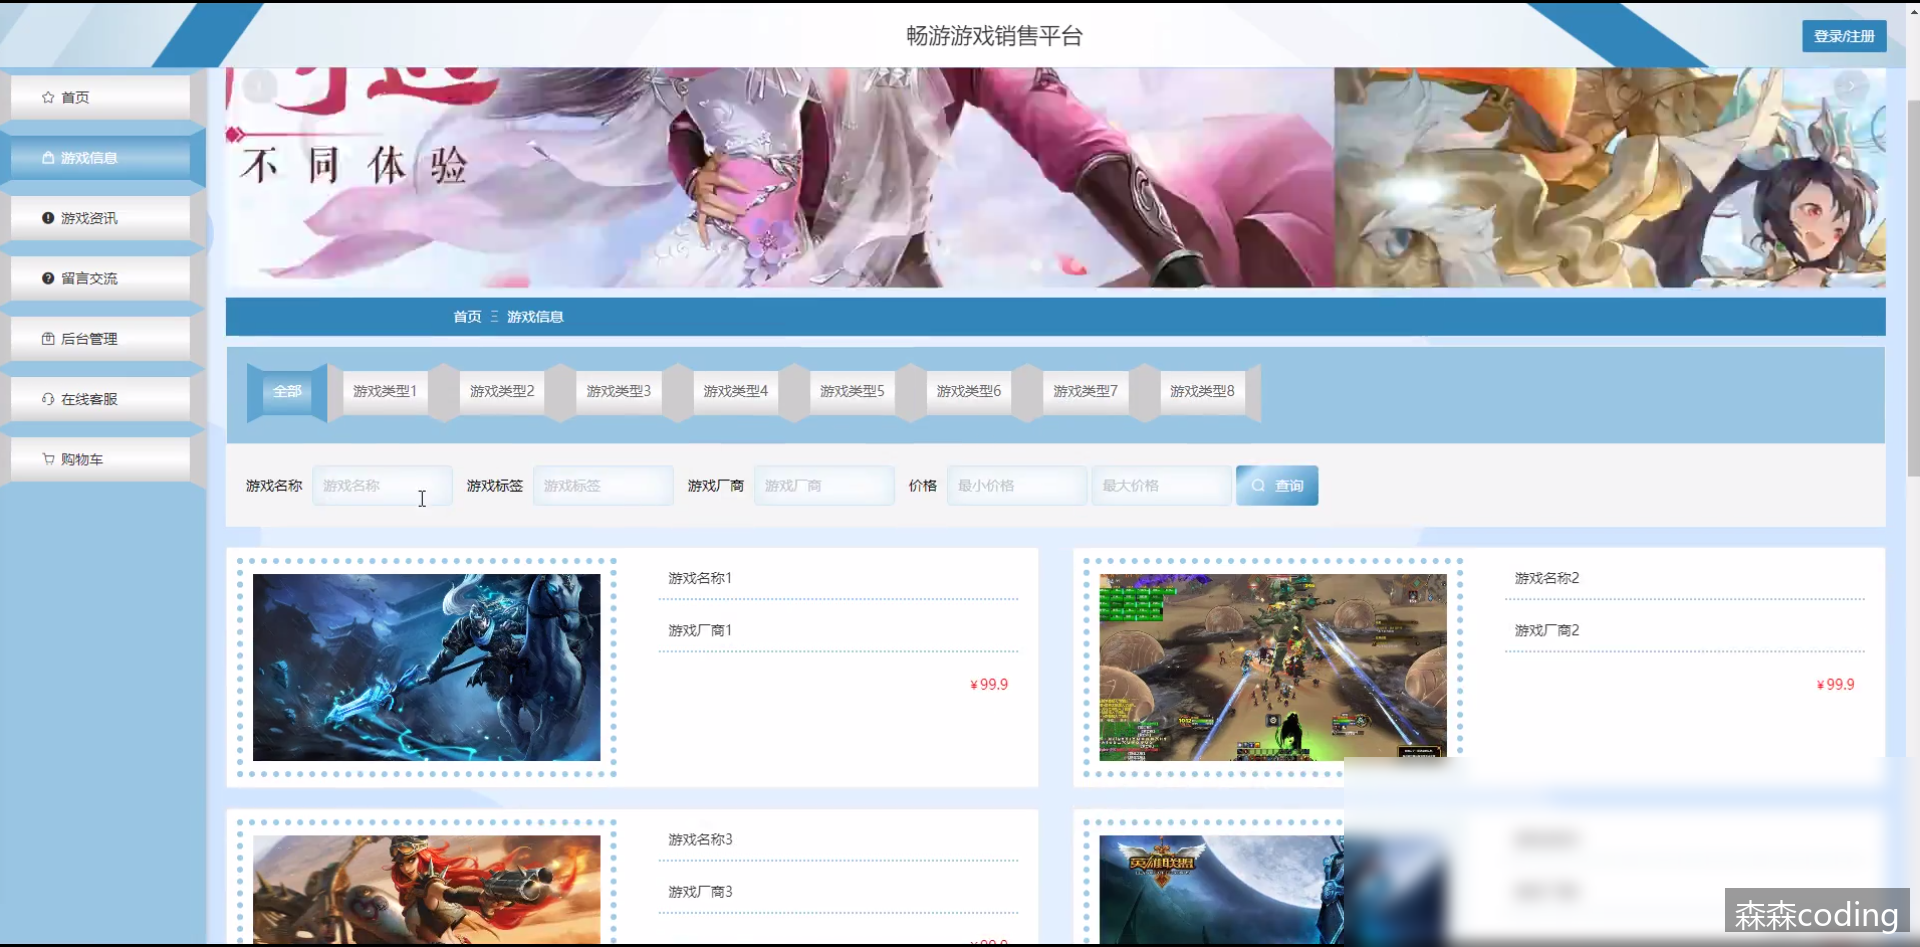 畅游游戏销售平台
登录/注册
首页
游戏信息
游戏资讯
留言交流
后台管理
在线客服
购物车
不同体验
首页 Ξ 游戏信息
全部 游戏类型1 游戏类型2 游戏类型3 游戏类型4 游戏类型5 游戏类型6 游戏类型7 游戏类型8
游戏名称 游戏名称 游戏标签 游戏标签 游戏厂商 游戏厂商 价格 最小价格 最大价格 查询
游戏名称1
游戏厂商1
¥99.9
游戏名称2
游戏厂商2
¥99.9
游戏名称3
游戏厂商3
¥99.9
英雄联盟
森森coding